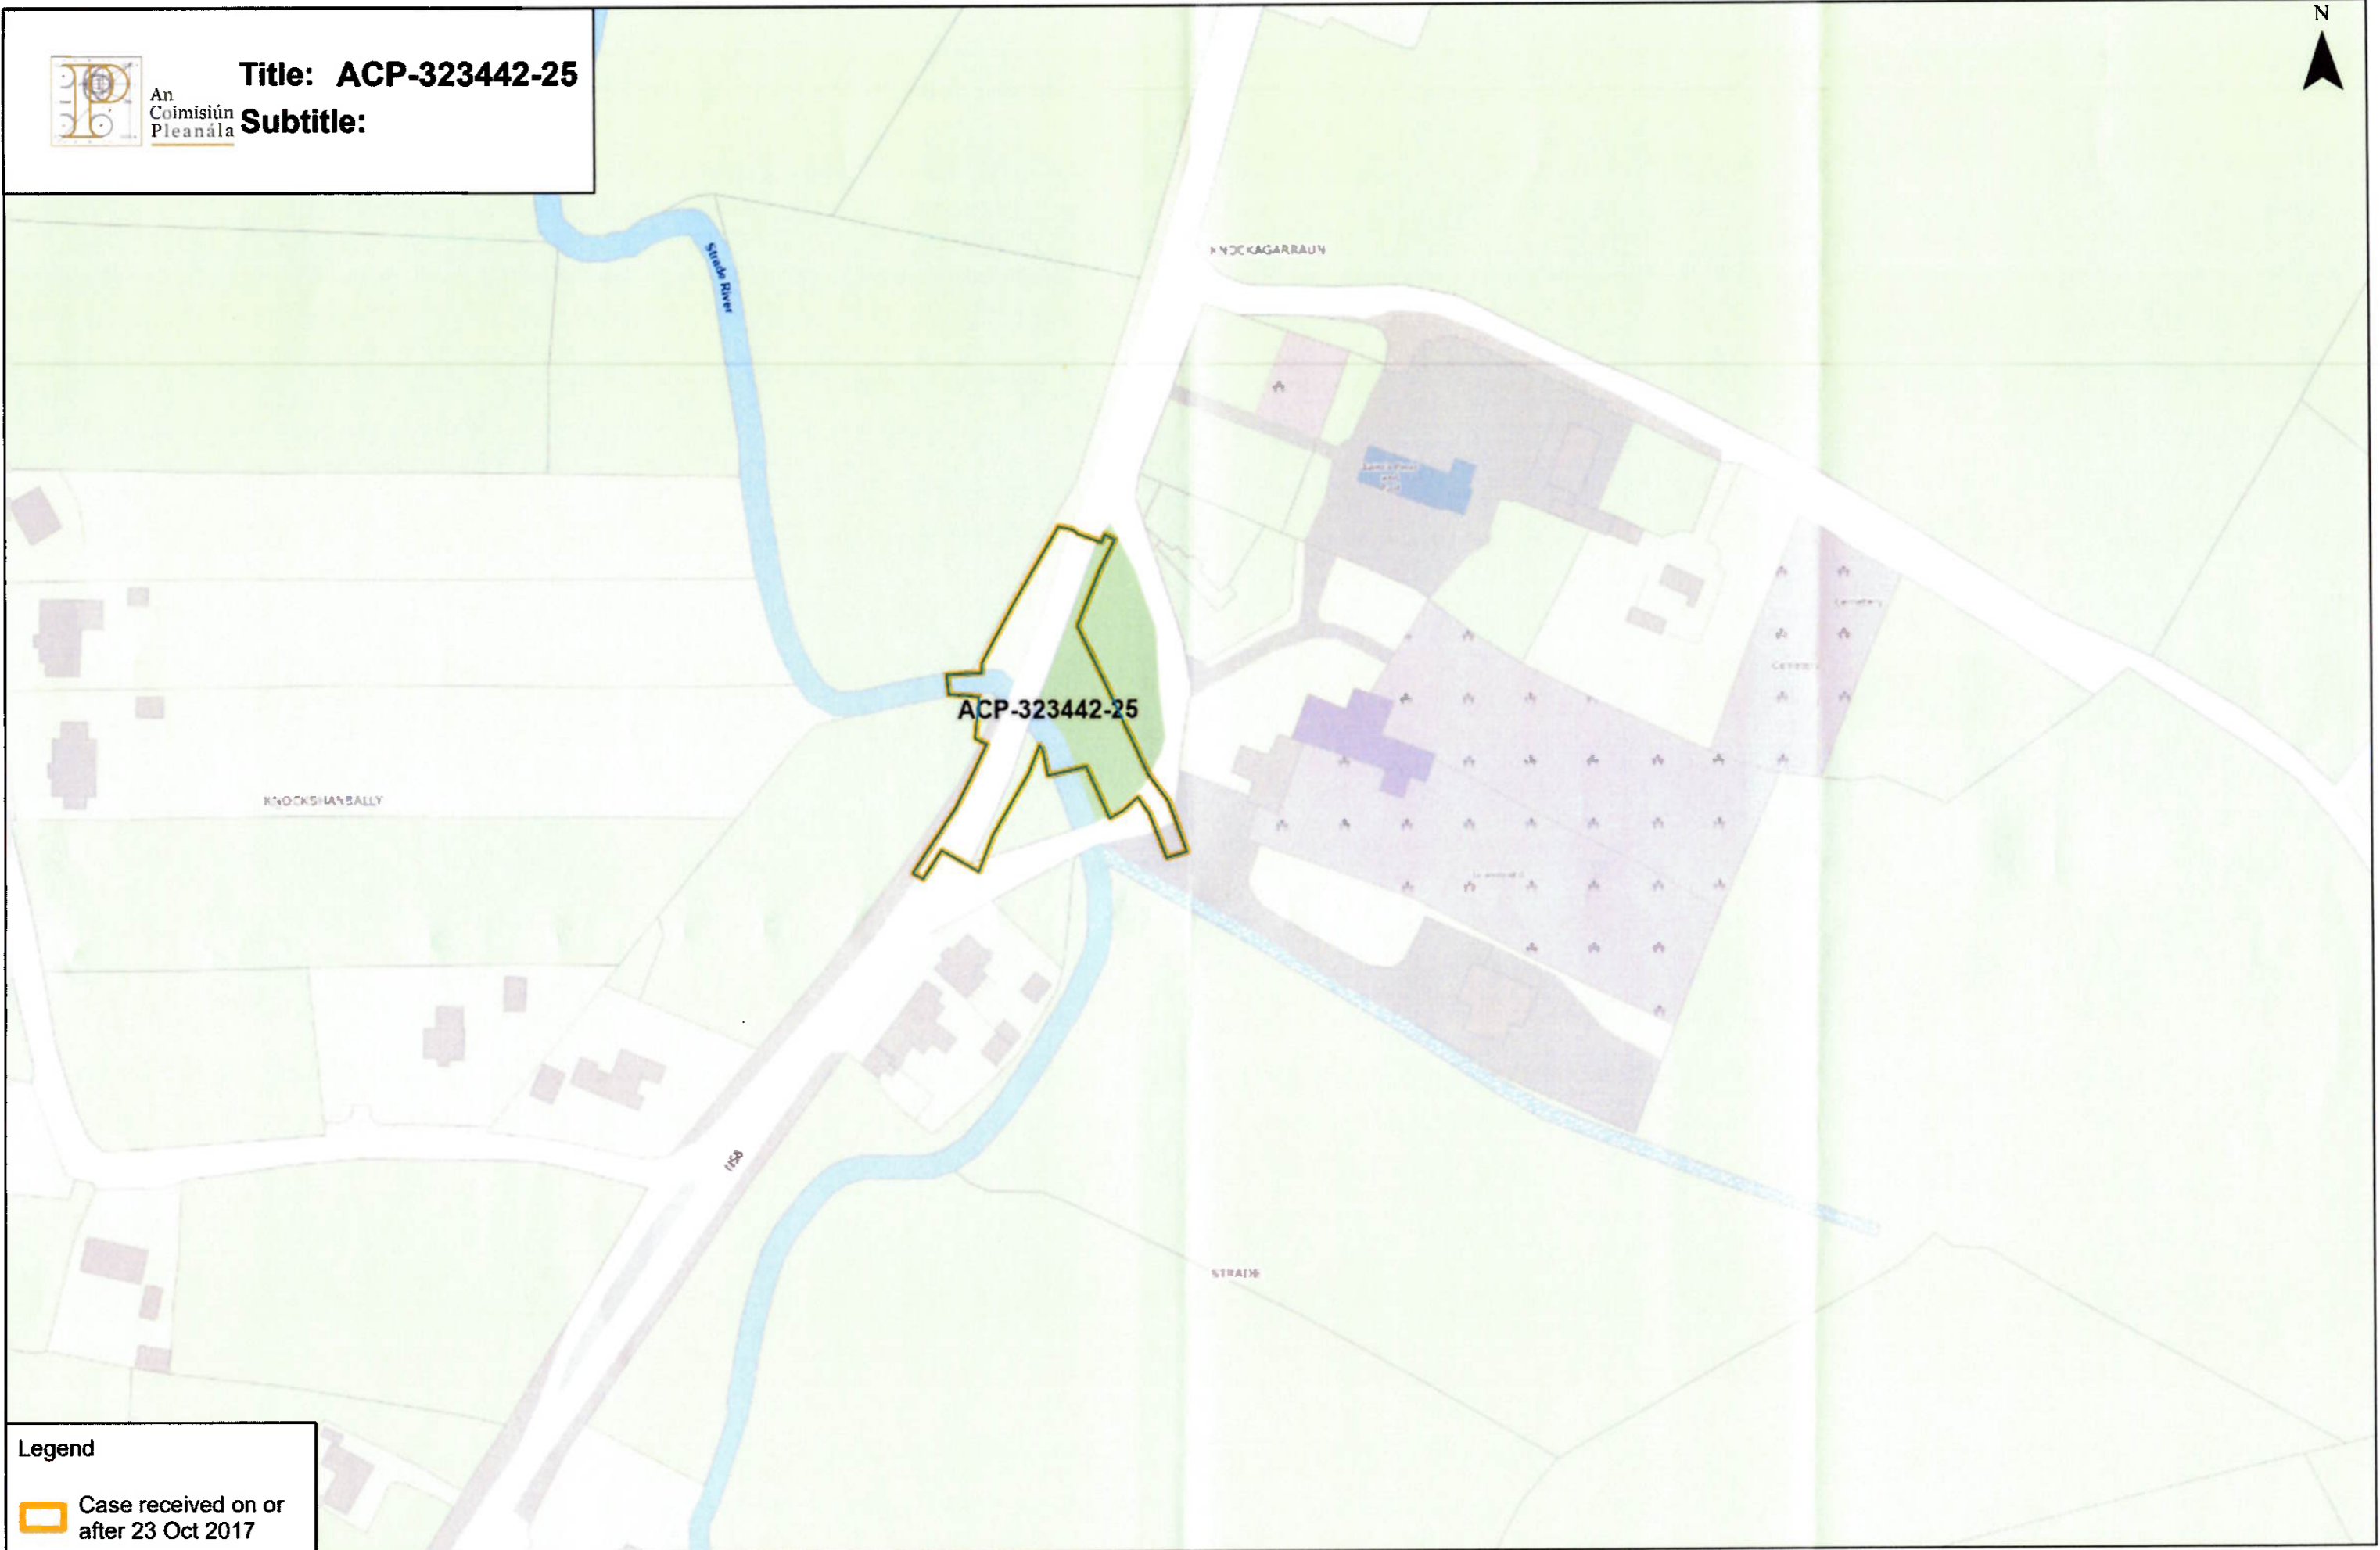 An
Coimisiún
Pleanála
Title: ACP-323442-25
Subtitle:
N
Strade River
KNOCKAGARRAUN
ACP-323442-25
KNOCKSHANBALLY
N58
STRADE
Legend
Case received on or
after 23 Oct 2017